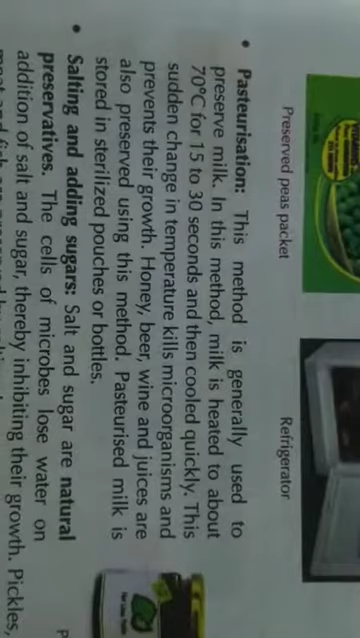 Preserved peas packet
Refrigerator
• Pasteurisation: This method is generally used to
preserve milk. In this method, milk is heated to about
70°C for 15 to 30 seconds and then cooled quickly. This
sudden change in temperature kills microorganisms and
prevents their growth. Honey, beer, wine and juices are
also preserved using this method. Pasteurised milk is
stored in sterilized pouches or bottles.
• Salting and adding sugars: Salt and sugar are natural
preservatives. The cells of microbes lose water on
addition of salt and sugar, thereby inhibiting their growth. Pickles,